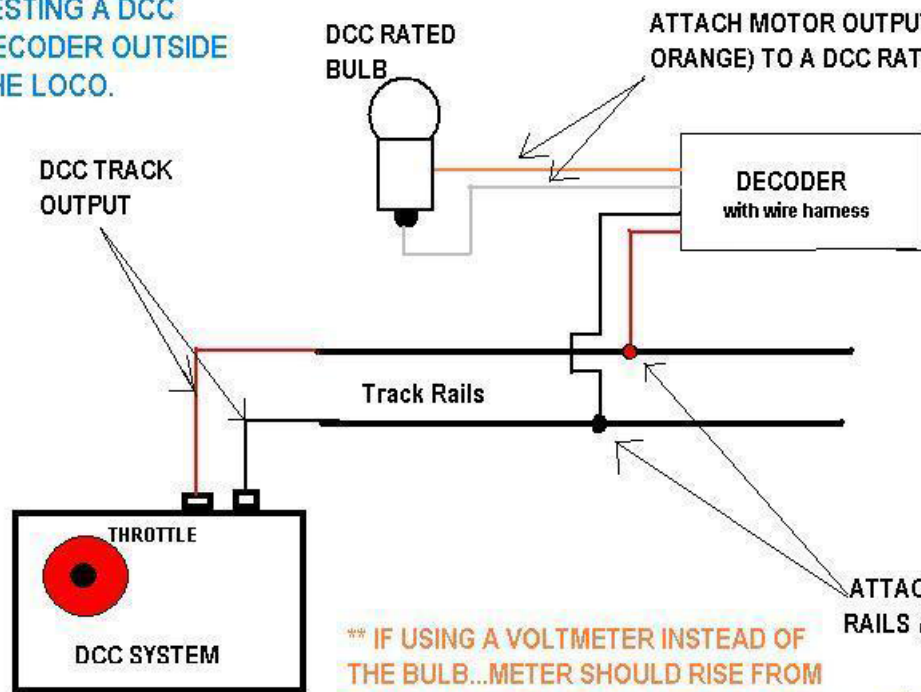 ESTING A DCC
ECODER OUTSIDE
HE LOCO.
DCC RATED
BULB
ATTACH MOTOR OUTPU
ORANGE) TO A DCC RAT
DCC TRACK
OUTPUT
DECODER
with wire harness
Track Rails
THROTTLE
DCC SYSTEM
ATTAC
RAILS
** IF USING A VOLTMETER INSTEAD OF
THE BULB...METER SHOULD RISE FROM